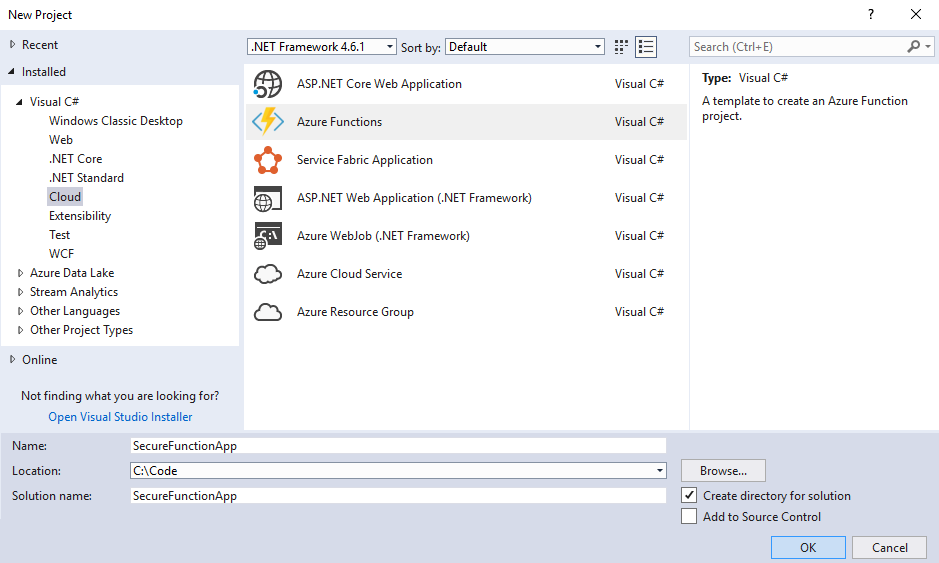 New Project
?
Recent
Installed
Visual C#
Windows Classic Desktop
Web
.NET Core
.NET Standard
Cloud
Extensibility
Test
WCF
Azure Data Lake
Stream Analytics
Other Languages
Other Project Types
Online
Not finding what you are looking for?
Open Visual Studio Installer
.NET Framework 4.6.1 Sort by: Default
ASP.NET Core Web Application Visual C#
Azure Functions Visual C#
Service Fabric Application Visual C#
ASP.NET Web Application (.NET Framework) Visual C#
C:\ Azure WebJob (.NET Framework) Visual C#
Azure Cloud Service Visual C#
Azure Resource Group Visual C#
Search (Ctrl+E)
Type: Visual C#
A template to create an Azure Function
project.
Name: SecureFunctionApp
Location: C:\Code Browse...
Solution name: SecureFunctionApp Create directory for solution
Add to Source Control
OK Cancel